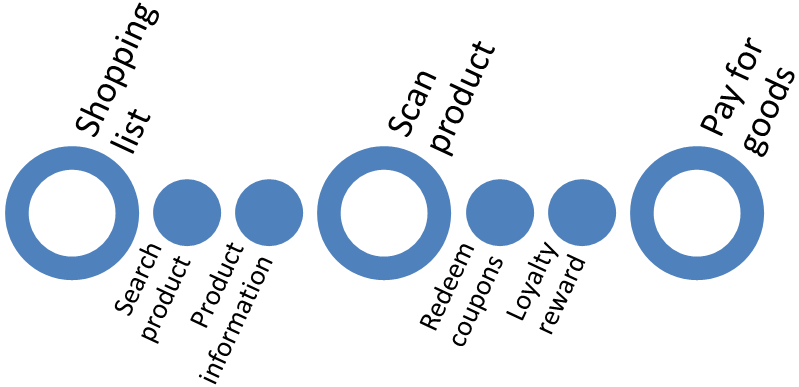 Shopping
list
Search
product
Product
information
Scan
product
Redeem
coupons
Loyalty
reward
Pay for
goods